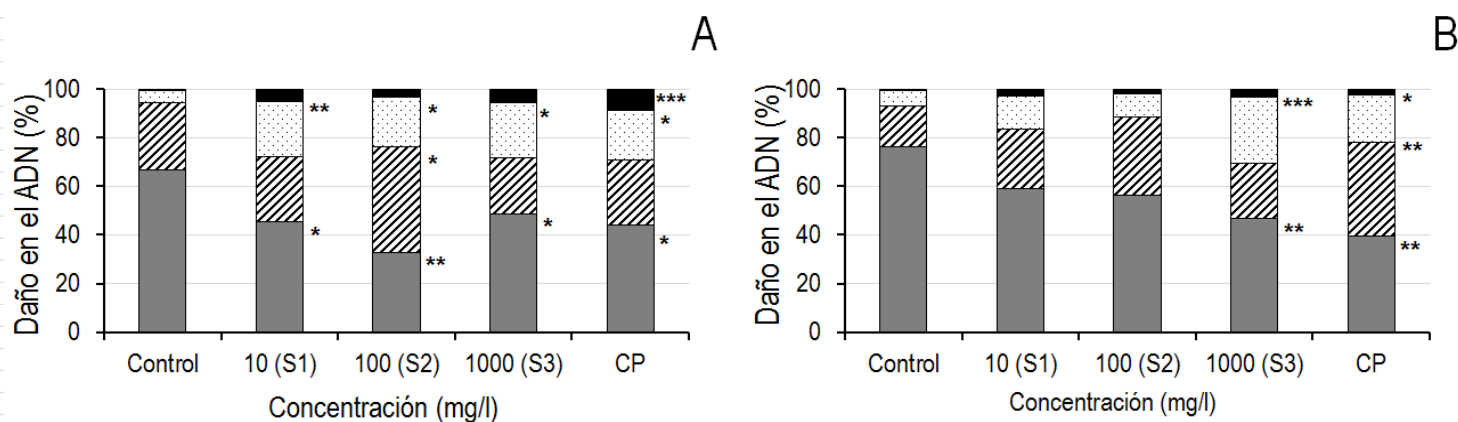 A
Daño en el ADN (%)
100
80
60
40
20
0
**
*
*
*
**
*
*
***
*
*
Control
10 (S1)
100 (S2)
1000 (S3)
CP
Concentración (mg/l)
B
Daño en el ADN (%)
100
80
60
40
20
0
***
**
*
**
**
Control
10 (S1)
100 (S2)
1000 (S3)
CP
Concentración (mg/l)